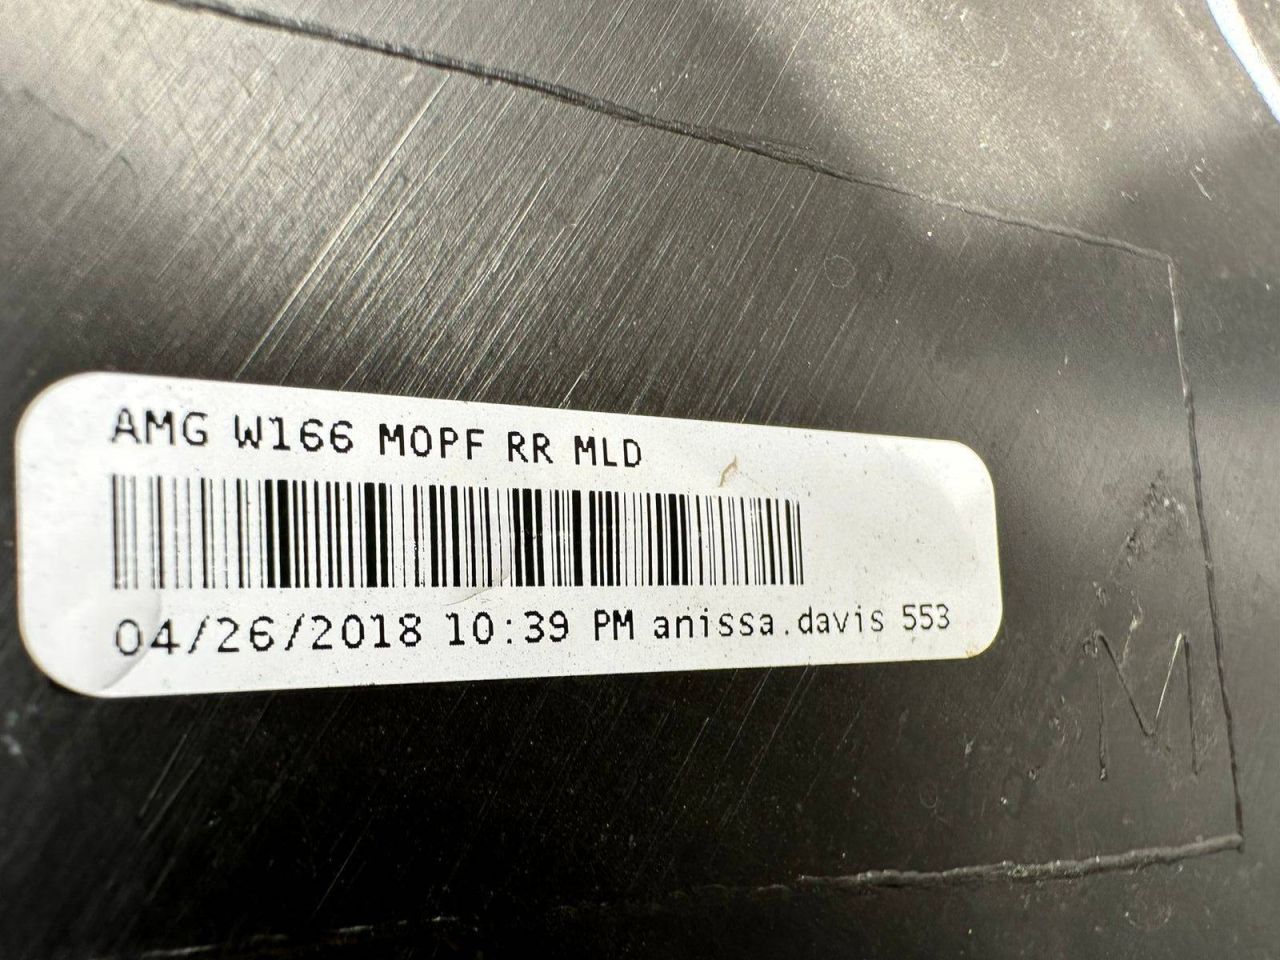 AMG W166 MOPF RR MLD
04/26/2018 10:39 PM anissa.davis 553
M